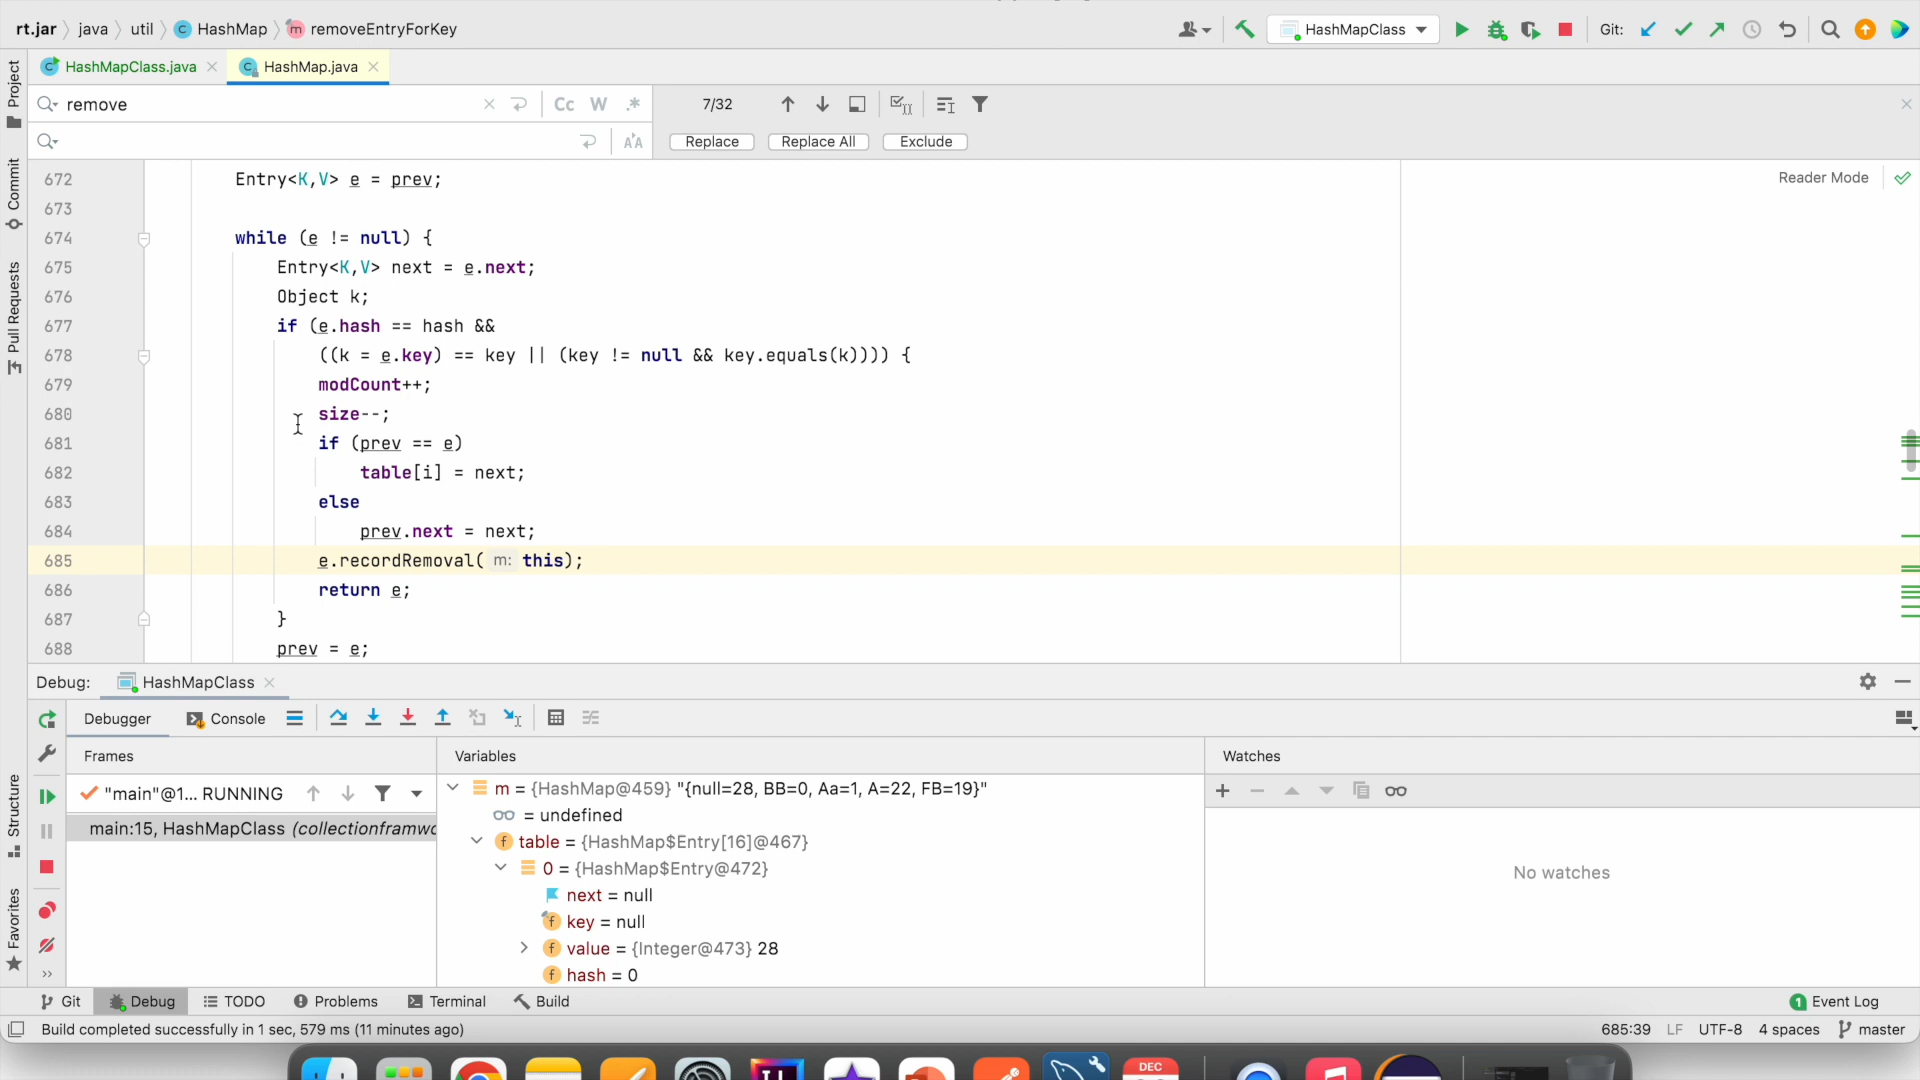 rt.jar java util HashMap removeEntryForKey HashMapClass Git:
HashMapClass.java HashMap.java
remove Cc W .* 7/32
Replace Replace All Exclude
Reader Mode
672 Entry<K,V> e = prev;
673
674 while (e != null) {
675 Entry<K,V> next = e.next;
676 Object k;
677 if (e.hash == hash &&
678 ((k = e.key) == key || (key != null && key.equals(k)))) {
679 modCount++;
680 size--;
681 if (prev == e)
682 table[i] = next;
683 else
684 prev.next = next;
685 e.recordRemoval( m: this);
686 return e;
687 }
688 prev = e;
Project
Commit
Pull Requests
Structure
Favorites
Debug: HashMapClass
Debugger Console
Frames Variables Watches
"main"@1... RUNNING
main:15, HashMapClass (collectionframwo
m = {HashMap@459} "{null=28, BB=0, Aa=1, A=22, FB=19}"
= undefined
table = {HashMap$Entry[16]@467}
0 = {HashMap$Entry@472}
next = null
key = null
value = {Integer@473} 28
hash = 0
No watches
Git Debug TODO Problems Terminal Build 1 Event Log
Build completed successfully in 1 sec, 579 ms (11 minutes ago) 685:39 LF UTF-8 4 spaces master
DEC